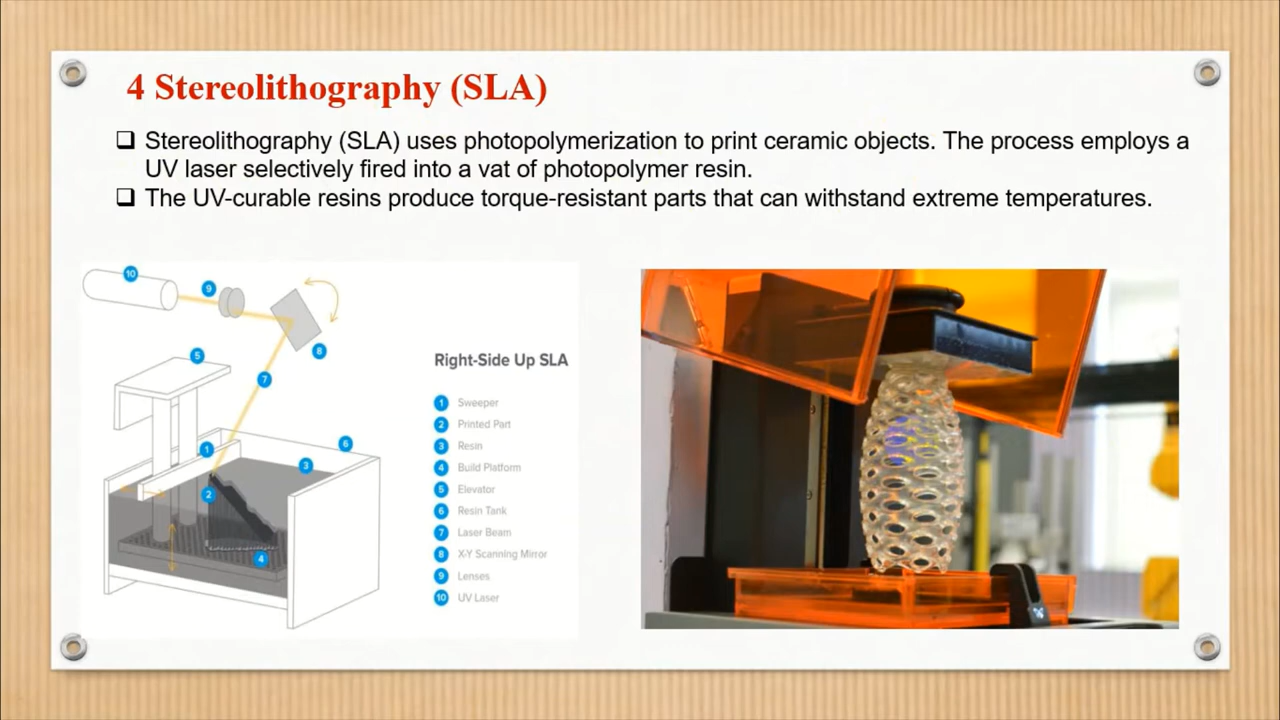 4 Stereolithography (SLA)
❑ Stereolithography (SLA) uses photopolymerization to print ceramic objects. The process employs a
UV laser selectively fired into a vat of photopolymer resin.
❑ The UV-curable resins produce torque-resistant parts that can withstand extreme temperatures.
10
9
8
5
7
6
1
3
2
4
Right-Side Up SLA
1 Sweeper
2 Printed Part
3 Resin
4 Build Platform
5 Elevator
6 Resin Tank
7 Laser Beam
8 X-Y Scanning Mirror
9 Lenses
10 UV Laser